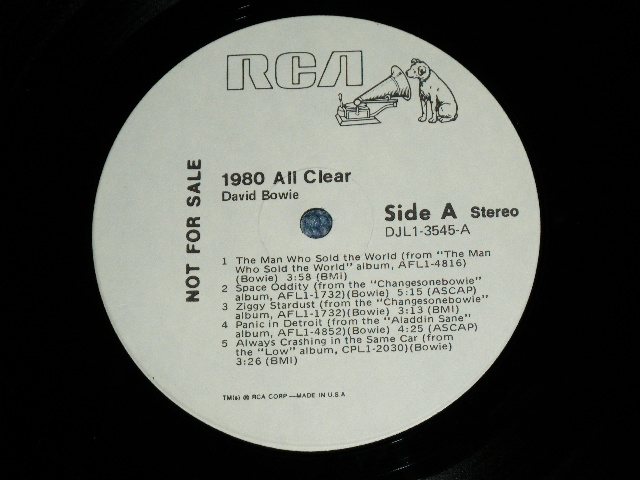 RCA
NOT FOR SALE
1980 All Clear
David Bowie
Side A Stereo
DJL1-3545-A
1 The Man Who Sold the World (from "The Man
Who Sold the World" album, AFL1-4816)
(Bowie) 3:58 (BMI)
2 Space Oddity (from the "Changesonebowie"
album, AFL1-1732)(Bowie) 5:15 (ASCAP)
3 Ziggy Stardust (from the "Changesonebowie"
album, AFL1-1732)(Bowie) 3:13 (BMI)
4 Panic in Detroit (from the "Aladdin Sane"
album, AFL1-4852)(Bowie) 4:25 (ASCAP)
5 Always Crashing in the Same Car (from
the "Low" album, CPL1-2030)(Bowie)
3:26 (BMI)
TM(s) ® RCA CORP—MADE IN U.S.A